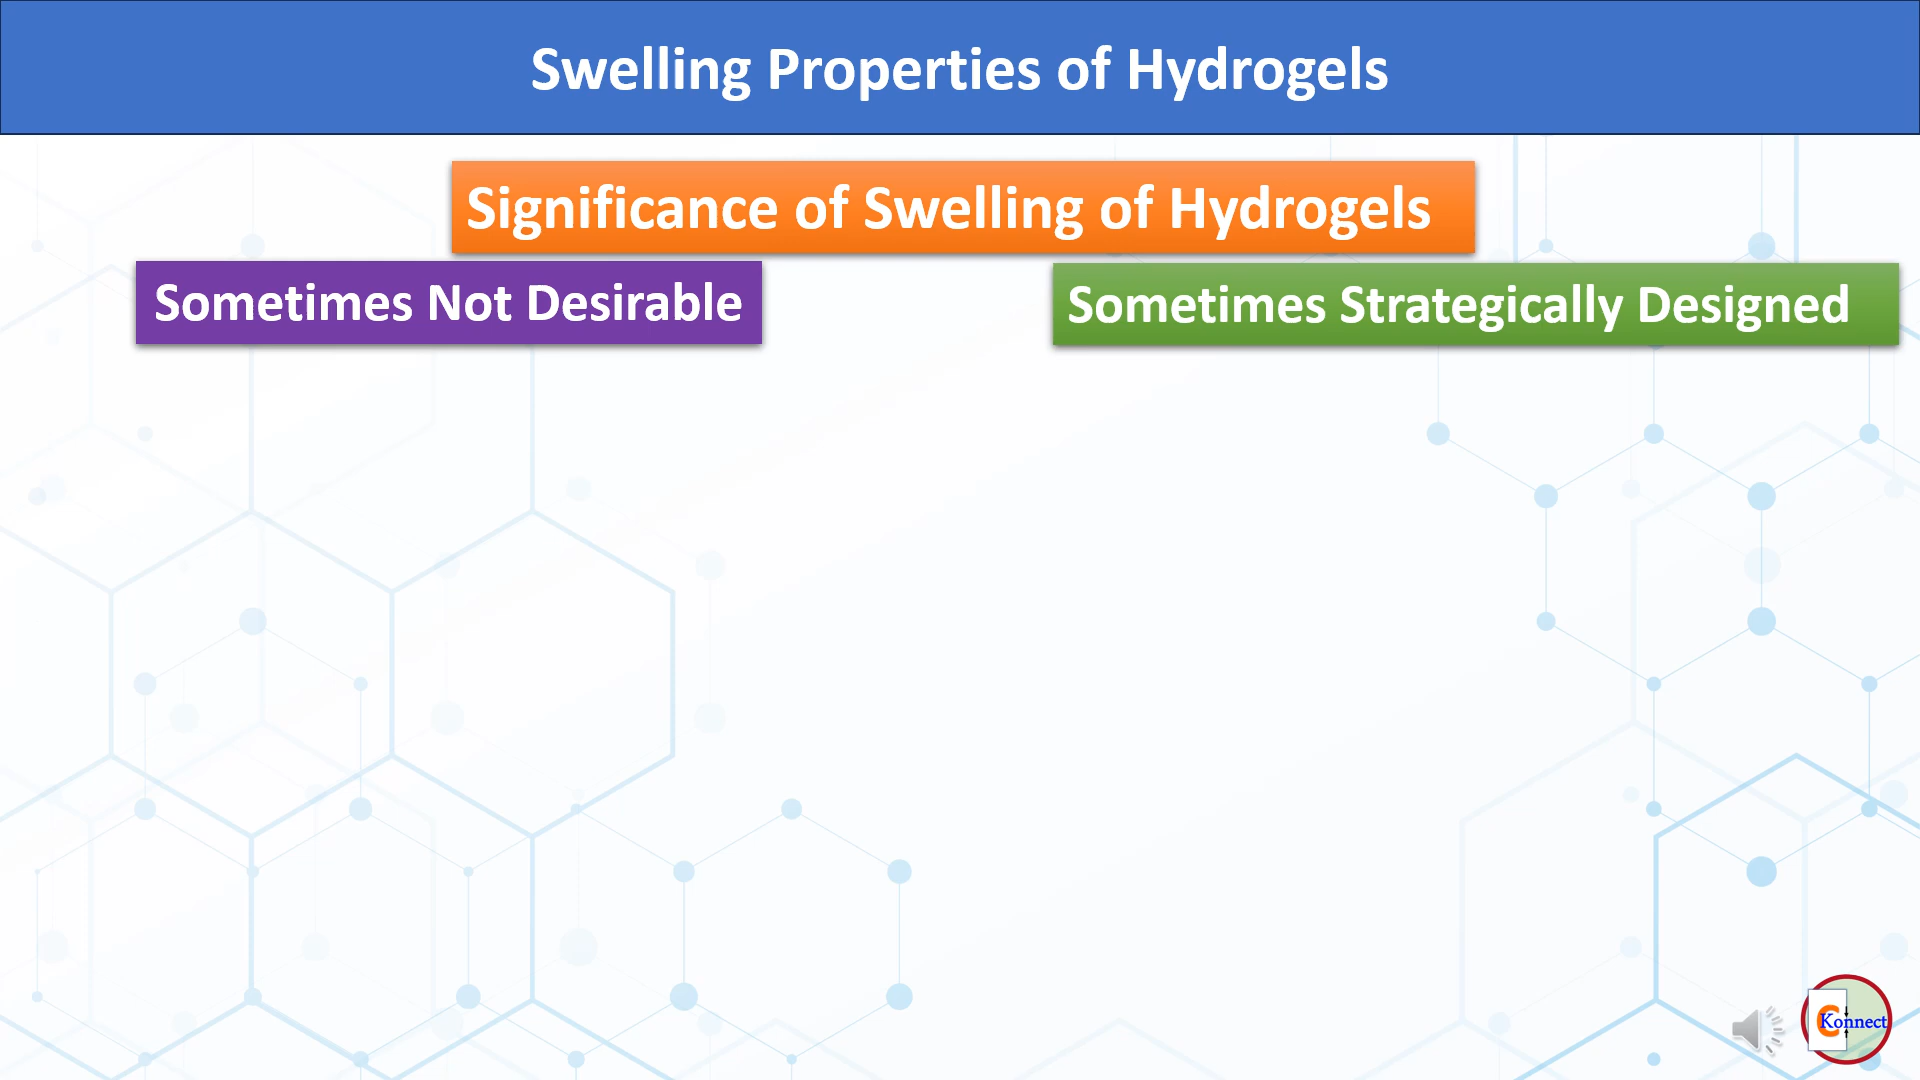 Swelling Properties of Hydrogels
Significance of Swelling of Hydrogels
Sometimes Not Desirable
Sometimes Strategically Designed
C
Konnect